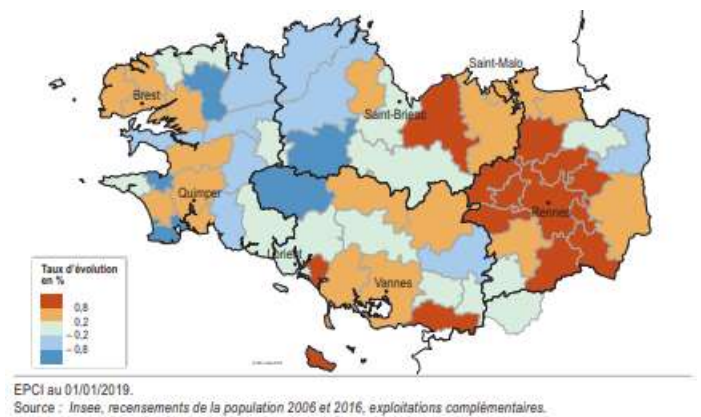 Saint-Malo
Brest
Saint-Brieuc
Quimper
Rennes
Lorient
Vannes
Taux d'évolution
en %
0,8
0,2
– 0,2
– 0,8
EPCI au 01/01/2019.
Source : Insee, recensements de la population 2006 et 2016, exploitations complémentaires.